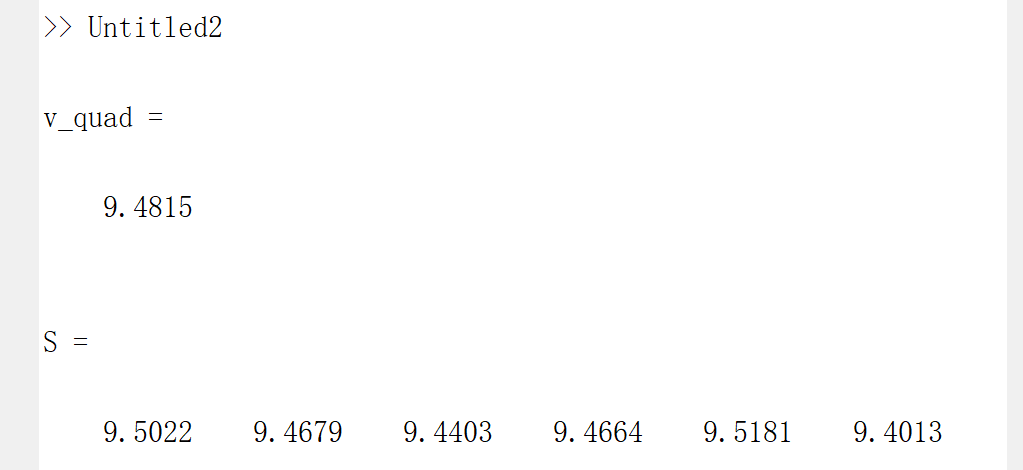 >> Untitled2
v_quad =
9.4815
S =
9.5022 9.4679 9.4403 9.4664 9.5181 9.4013